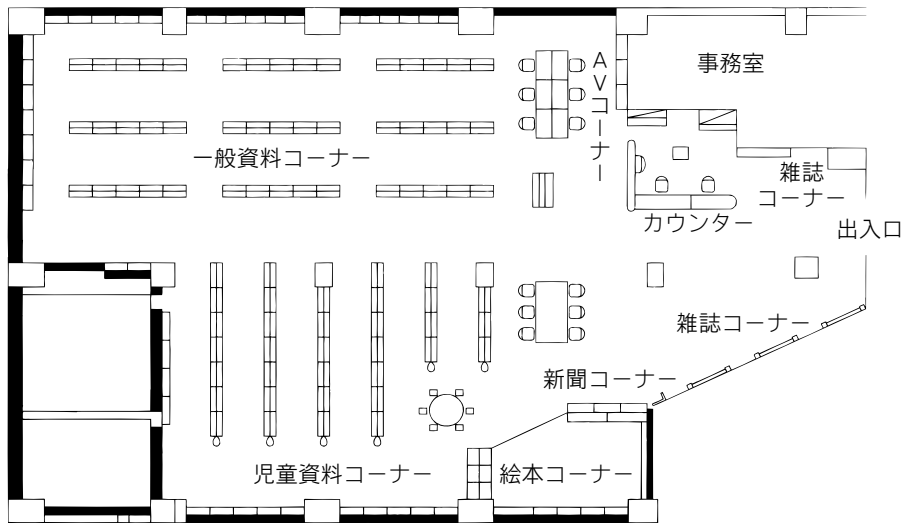 事務室
AVコーナー
一般資料コーナー
雑誌
コーナー
カウンター
出入口
雑誌コーナー
新聞コーナー
児童資料コーナー
絵本コーナー